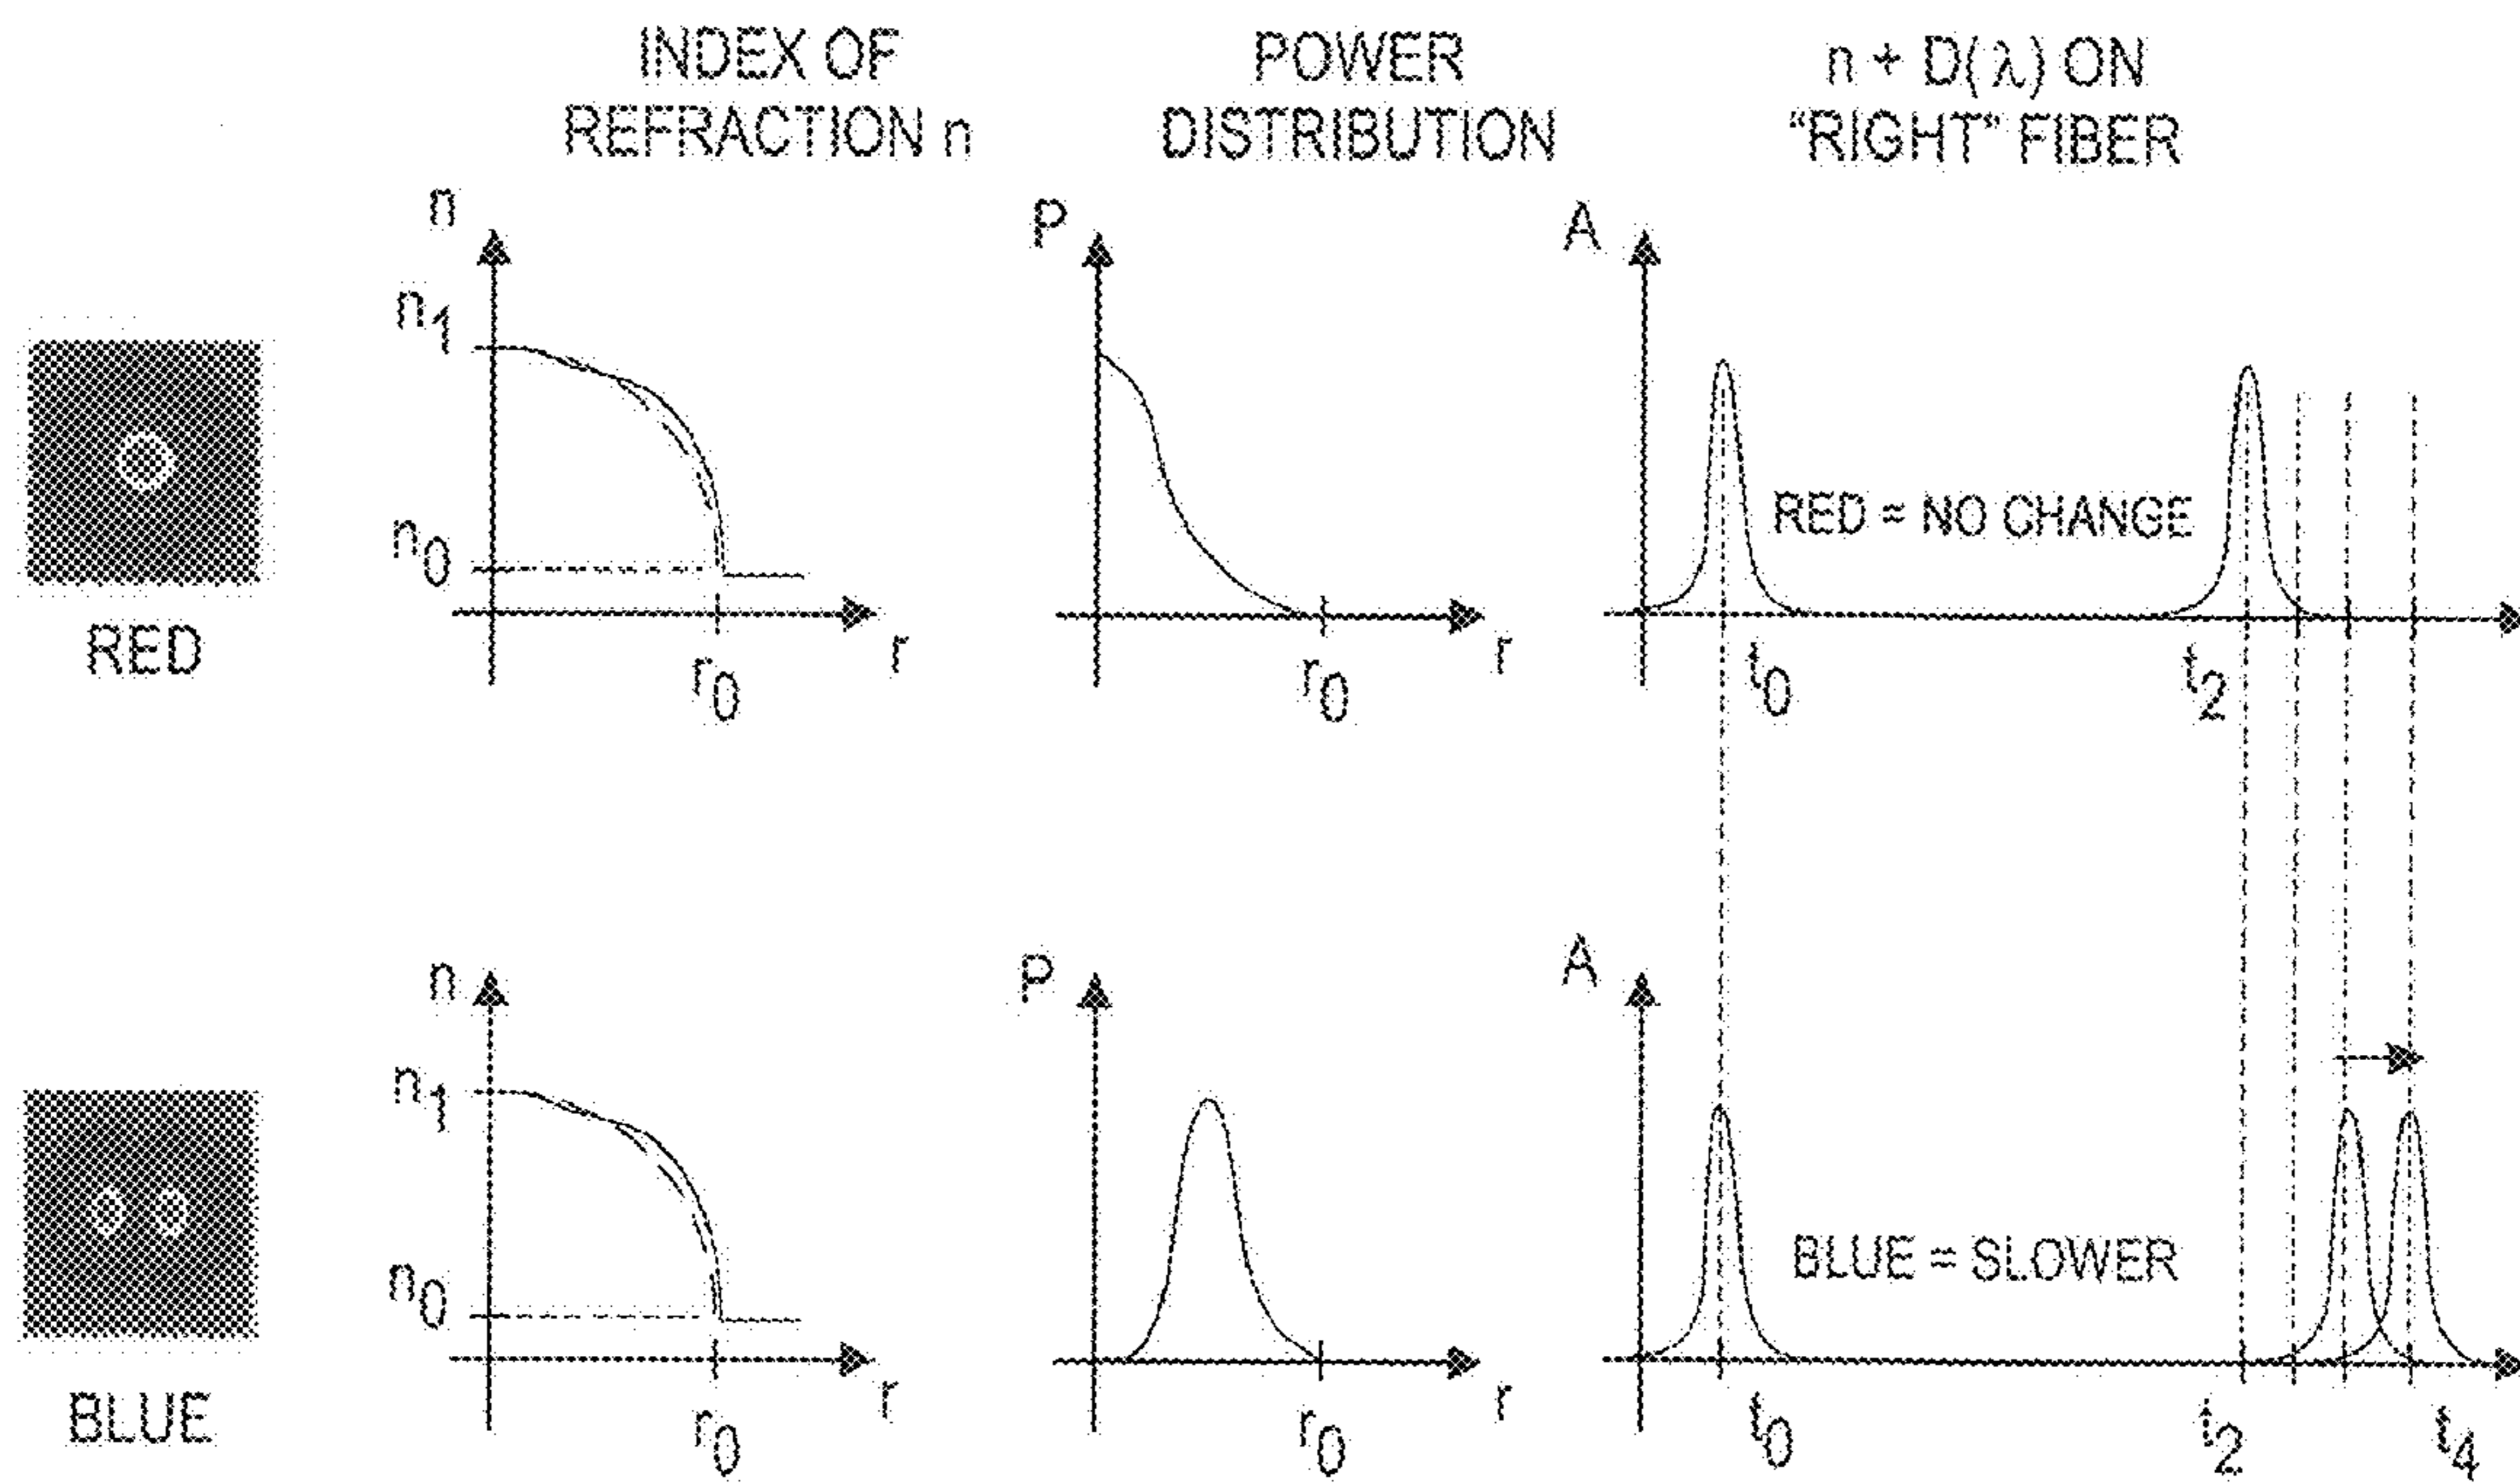 INDEX OF
REFRACTION n
POWER
DISTRIBUTION
n + D(λ) ON
"RIGHT" FIBER
n
n1
n0
r0
r
RED
P
r0
r
A
RED = NO CHANGE
t0
t2
n
n1
n0
r0
r
BLUE
P
r0
r
A
BLUE = SLOWER
t0
t2
t4